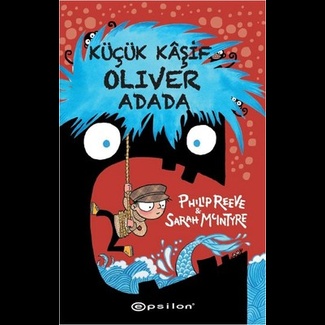 KÜÇÜK KÂŞİF
OLIVER
ADADA
PHILIP REEVE
&
SARAH MCINTYRE
epsilon